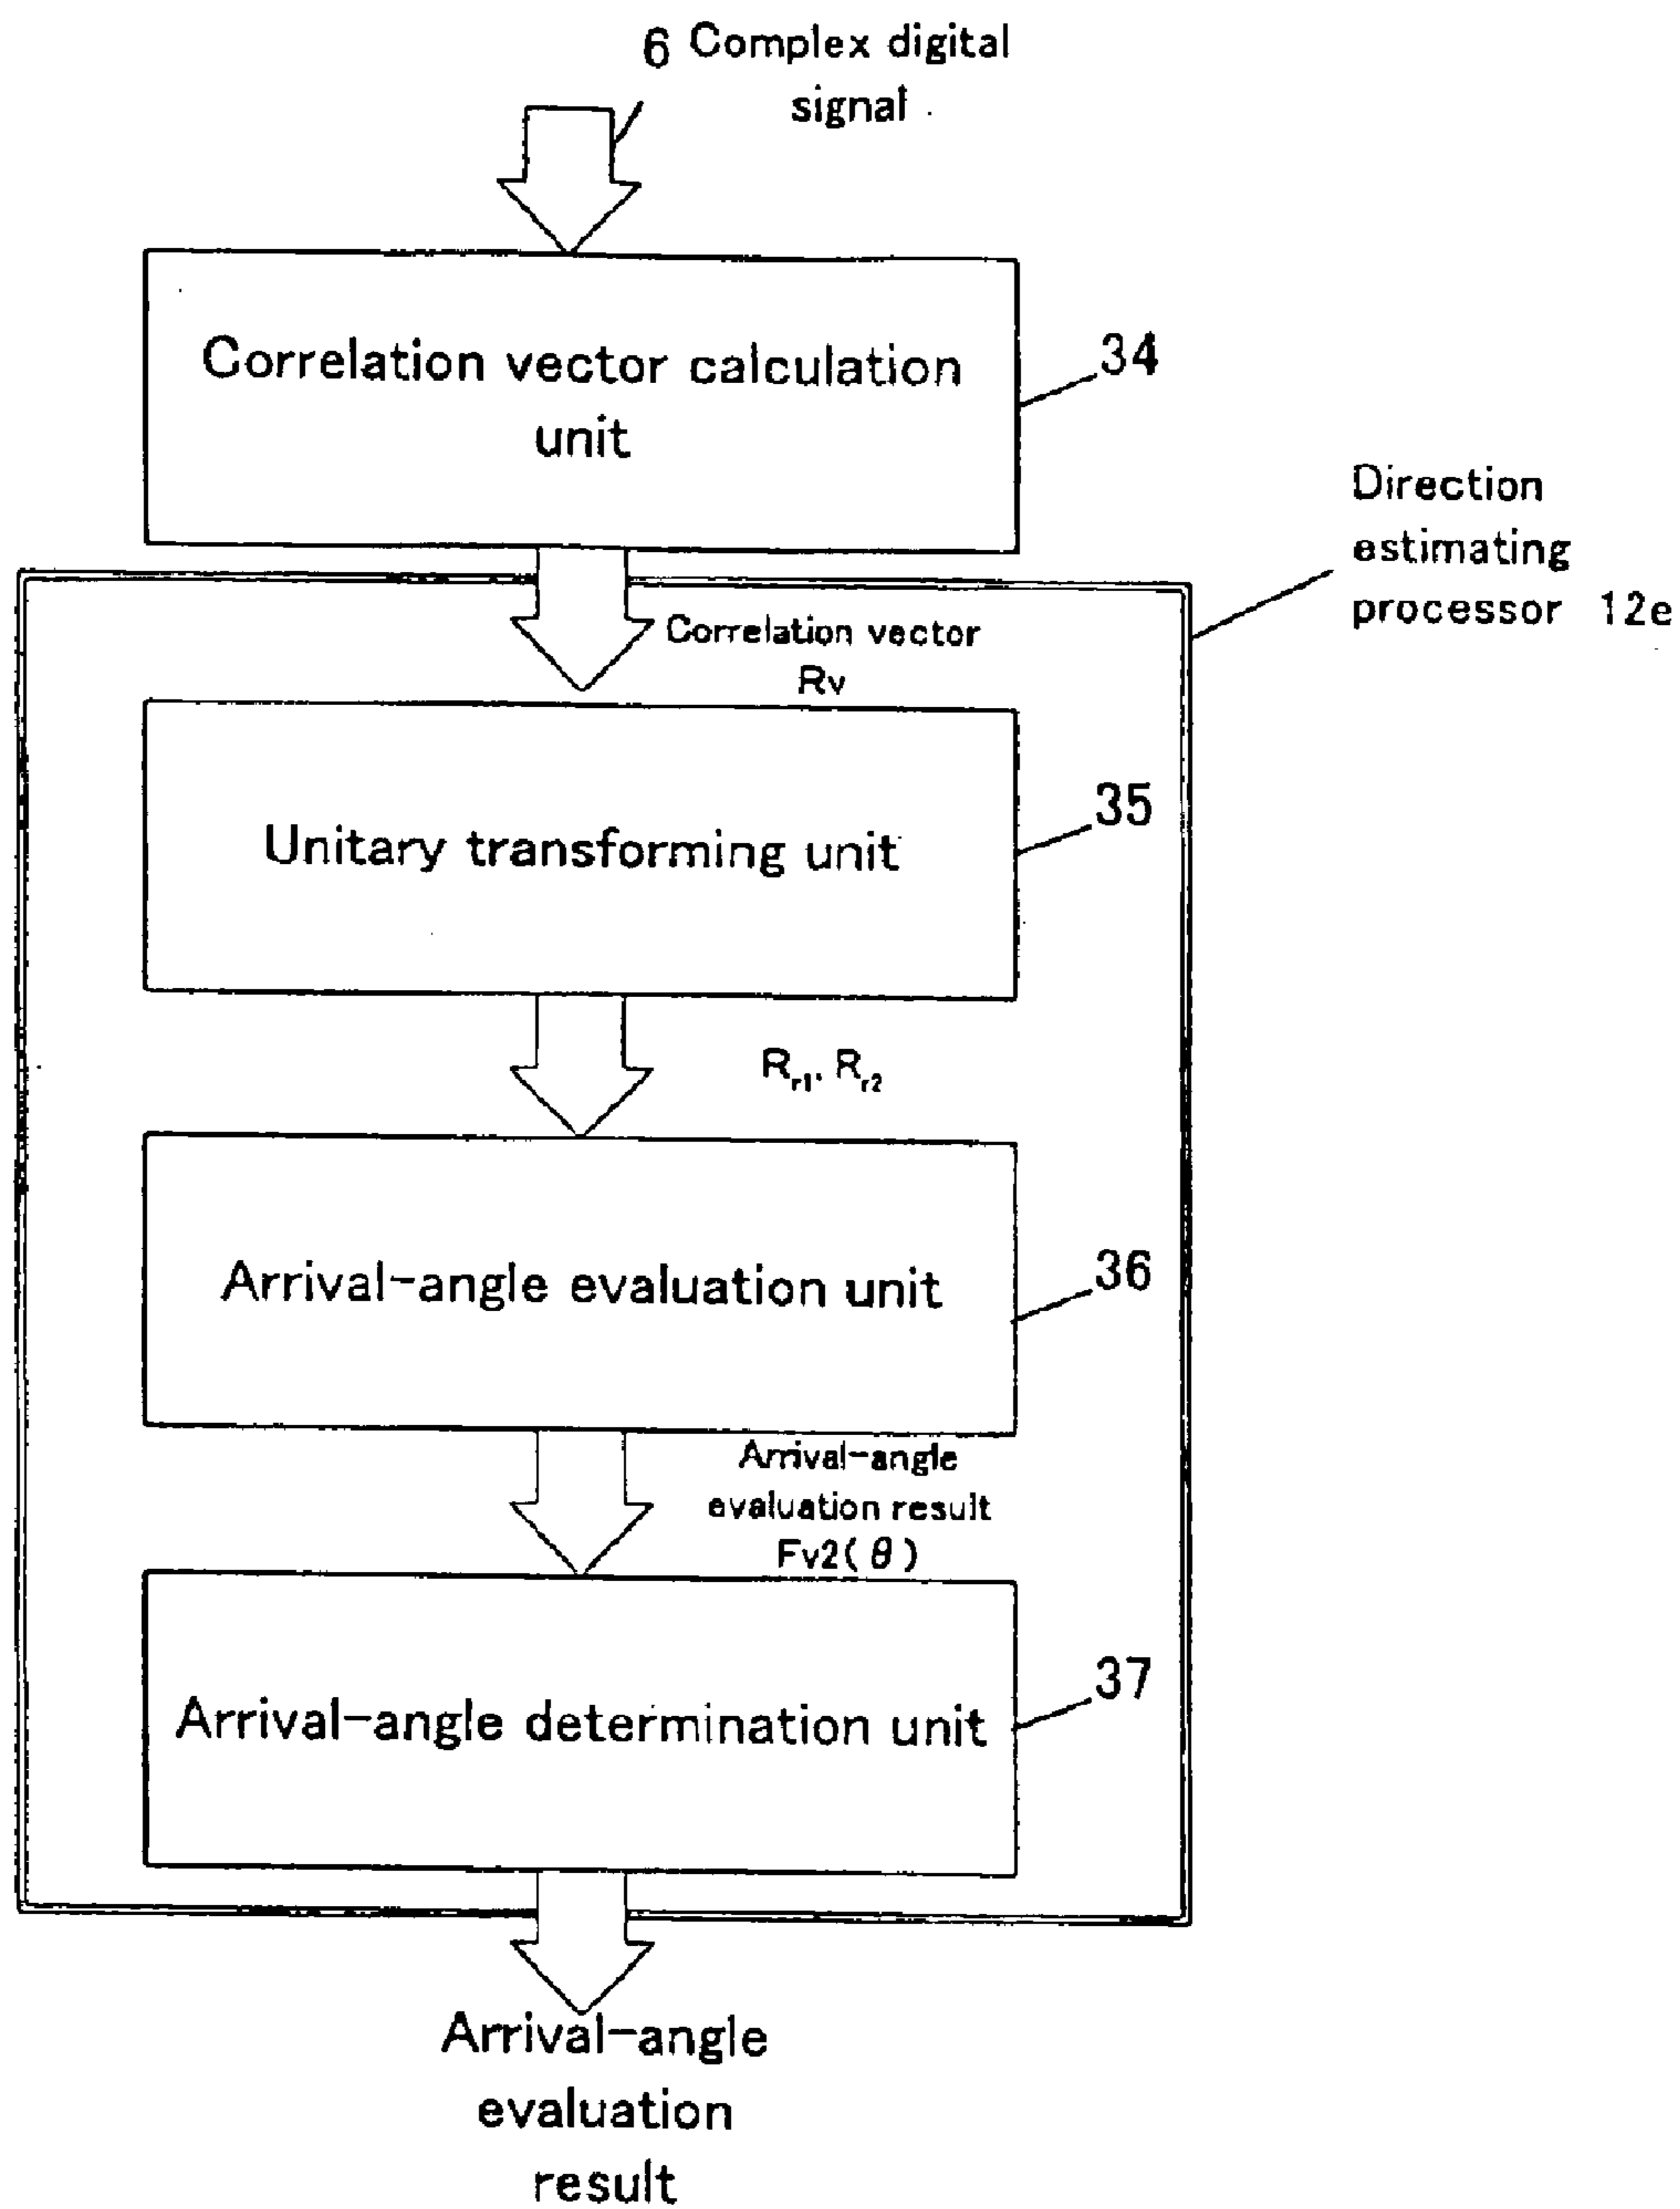 6 Complex digital
signal
Correlation vector calculation
unit
34
Direction
estimating
processor 12e
Correlation vector
Rv
Unitary transforming unit
35
Rr1, Rr2
Arrival-angle evaluation unit
36
Arrival-angle
evaluation result
Fv2(θ)
Arrival-angle determination unit
37
Arrival-angle
evaluation
result